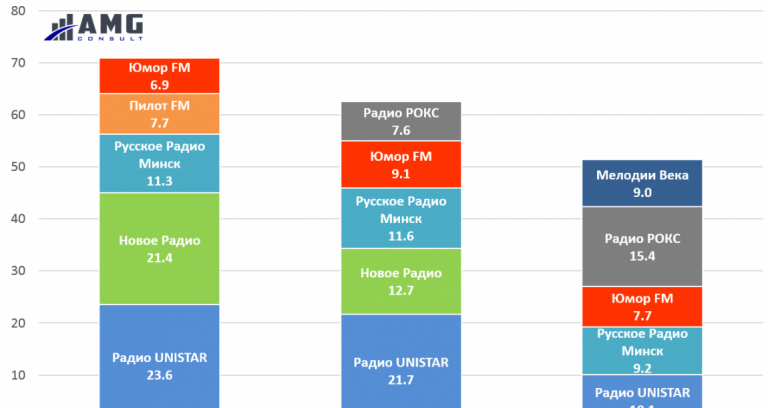 80
AMG
CONSULT
70
60
50
40
30
20
10
Юмор FM
6.9
Пилот FM
7.7
Русское Радио
Минск
11.3
Новое Радио
21.4
Радио UNISTAR
23.6
Радио РОКС
7.6
Юмор FM
9.1
Русское Радио
Минск
11.6
Новое Радио
12.7
Радио UNISTAR
21.7
Мелодии Века
9.0
Радио РОКС
15.4
Юмор FM
7.7
Русское Радио
Минск
9.2
Радио UNISTAR